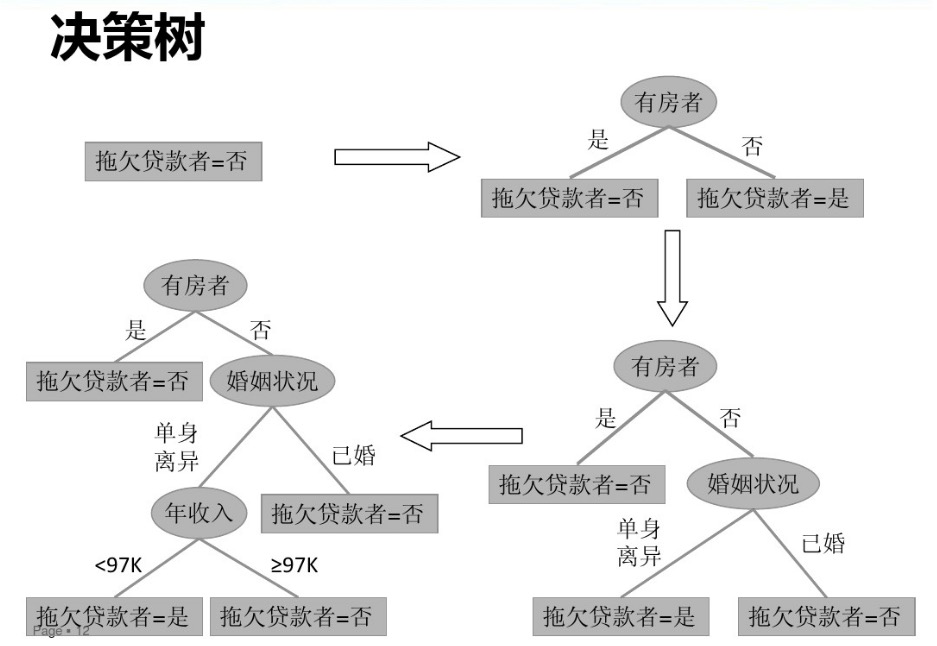 决策树
拖欠贷款者=否
有房者
是
否
拖欠贷款者=否
拖欠贷款者=是
有房者
是
否
拖欠贷款者=否
婚姻状况
单身
离异
已婚
年收入
拖欠贷款者=否
<97K
≥97K
拖欠贷款者=是
拖欠贷款者=否
有房者
是
否
拖欠贷款者=否
婚姻状况
单身
离异
已婚
拖欠贷款者=是
拖欠贷款者=否
Page ▪ 12